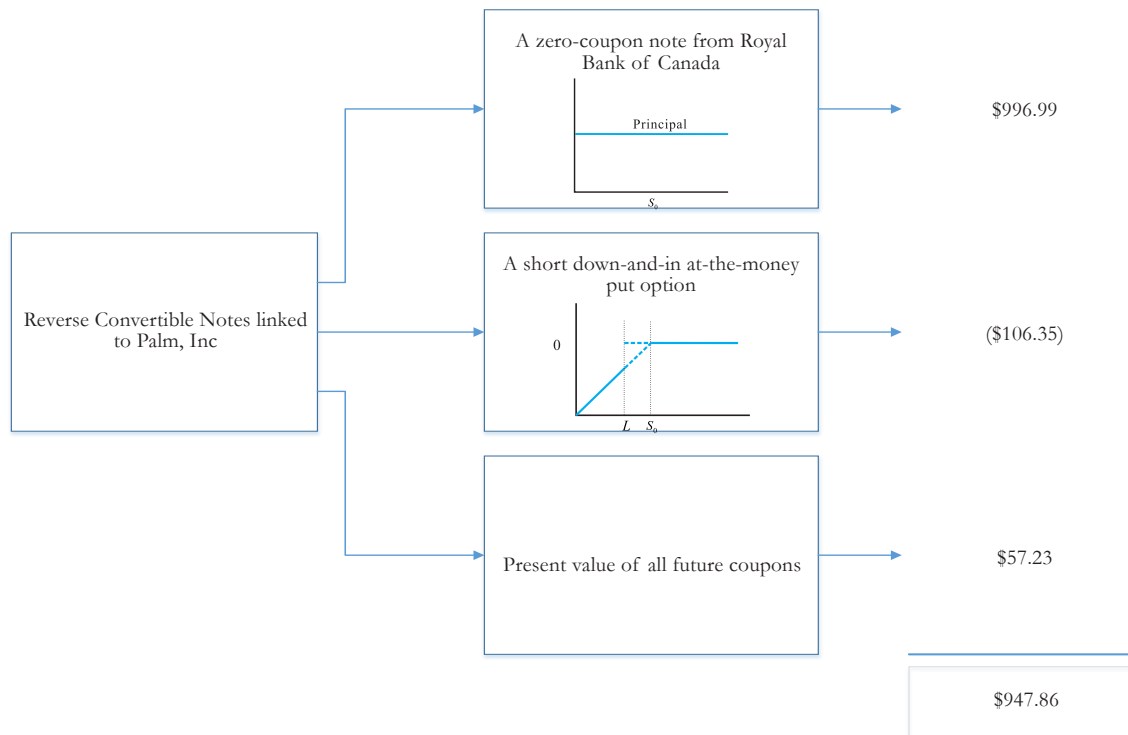 A zero-coupon note from Royal
Bank of Canada
Principal
S₀
$996.99
Reverse Convertible Notes linked
to Palm, Inc
A short down-and-in at-the-money
put option
0
L S₀
($106.35)
Present value of all future coupons
$57.23
$947.86